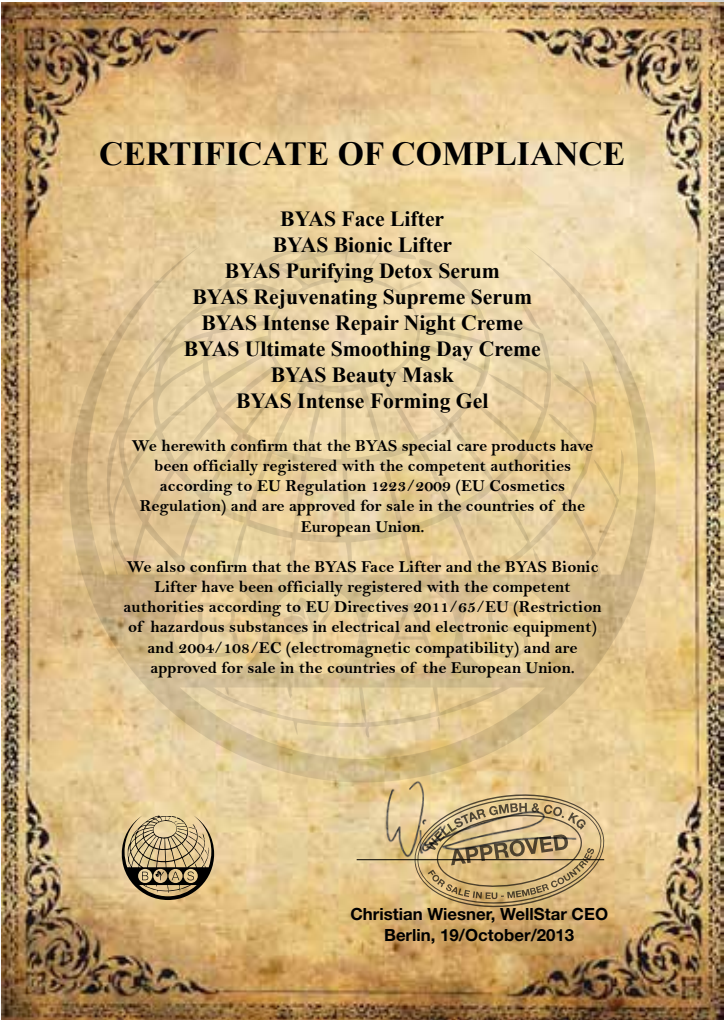 CERTIFICATE OF COMPLIANCE
BYAS Face Lifter
BYAS Bionic Lifter
BYAS Purifying Detox Serum
BYAS Rejuvenating Supreme Serum
BYAS Intense Repair Night Creme
BYAS Ultimate Smoothing Day Creme
BYAS Beauty Mask
BYAS Intense Forming Gel
We herewith confirm that the BYAS special care products have
been officially registered with the competent authorities
according to EU Regulation 1223/2009 (EU Cosmetics
Regulation) and are approved for sale in the countries of the
European Union.
We also confirm that the BYAS Face Lifter and the BYAS Bionic
Lifter have been officially registered with the competent
authorities according to EU Directives 2011/65/EU (Restriction
of hazardous substances in electrical and electronic equipment)
and 2004/108/EC (electromagnetic compatibility) and are
approved for sale in the countries of the European Union.
BYAS
WELLSTAR GMBH & CO. KG
APPROVED
FOR SALE IN EU - MEMBER COUNTRIES
Christian Wiesner, WellStar CEO
Berlin, 19/October/2013